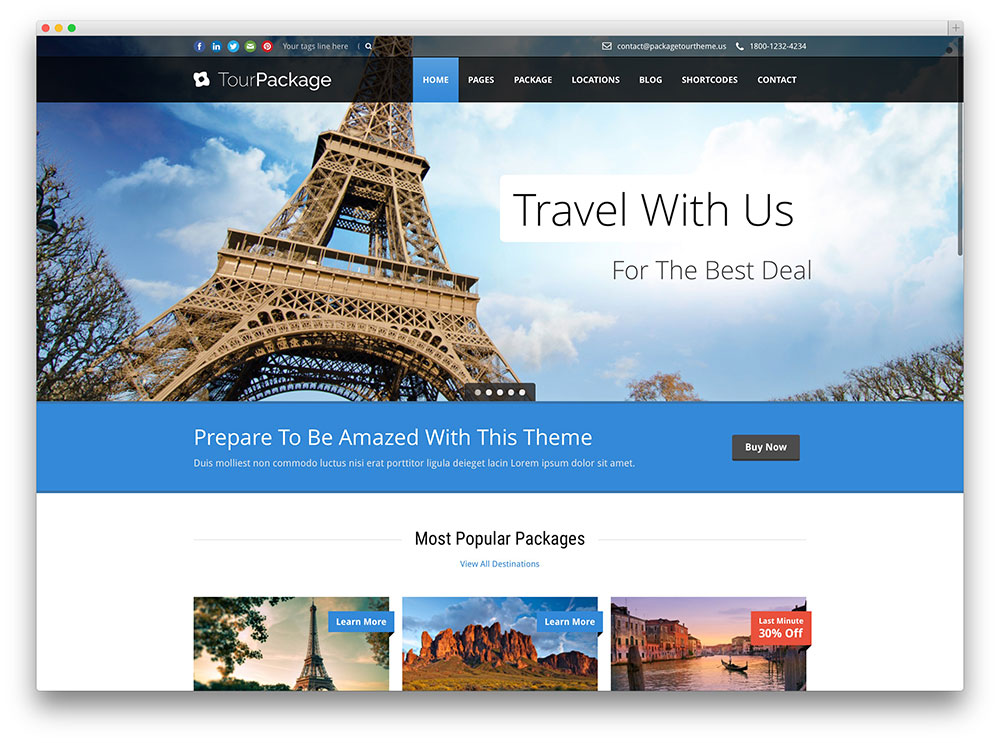 Your tags line here
contact@packagetourtheme.us
1800-1232-4234
TourPackage
HOME
PAGES
PACKAGE
LOCATIONS
BLOG
SHORTCODES
CONTACT
Travel With Us
For The Best Deal
Prepare To Be Amazed With This Theme
Duis molliest non commodo luctus nisi erat porttitor ligula deieget lacin Lorem ipsum dolor sit amet.
Buy Now
Most Popular Packages
View All Destinations
Learn More
Learn More
Last Minute
30% Off